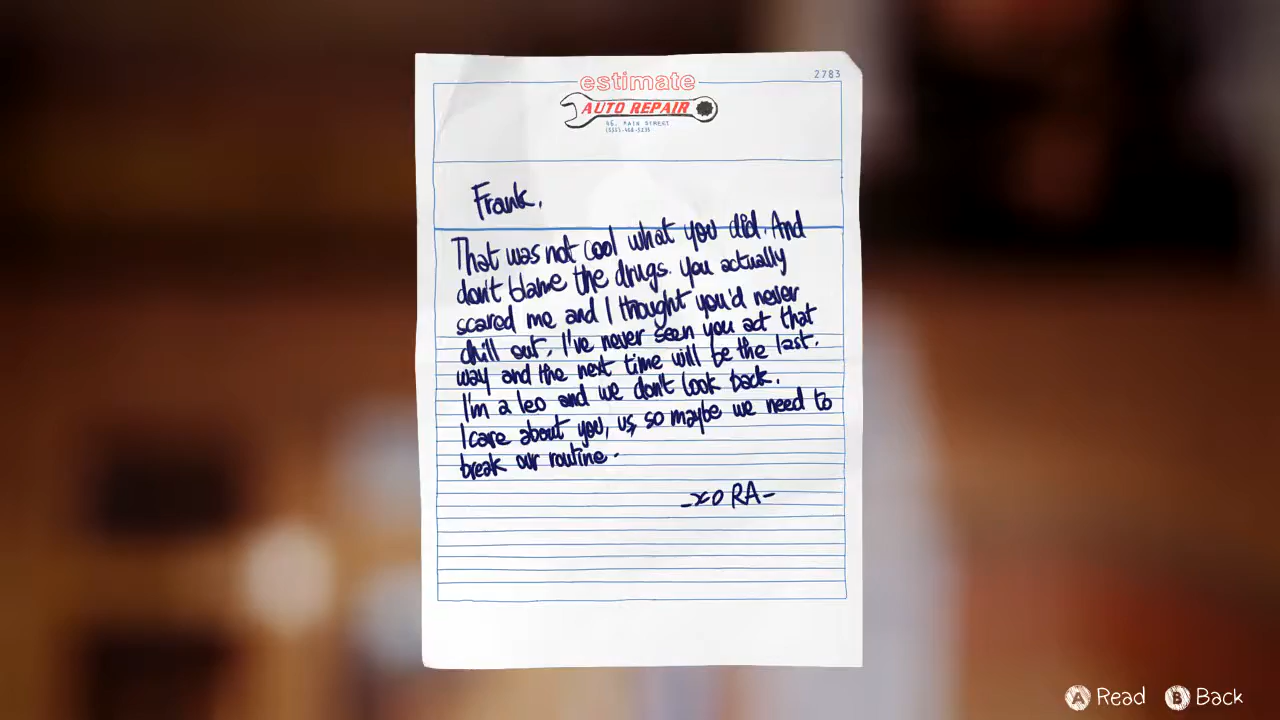 2783
estimate
AUTO REPAIR
Frank,
That was not cool what you did. And
don't blame the drugs. You actually
scared me and I thought you'd never
chill out. I've never seen you act that
way and the next time will be the last.
I'm a leo and we don't look back.
I care about you, us, so maybe we need to
break our routine.
-xo RA-
A Read B Back